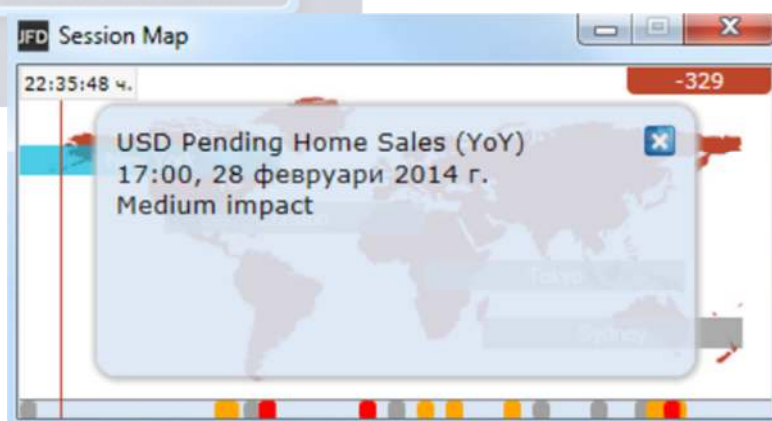 JFD Session Map
22:35:48 ч.
-329
USD Pending Home Sales (YoY)
17:00, 28 февруари 2014 г.
Medium impact
Tokyo
Sydney